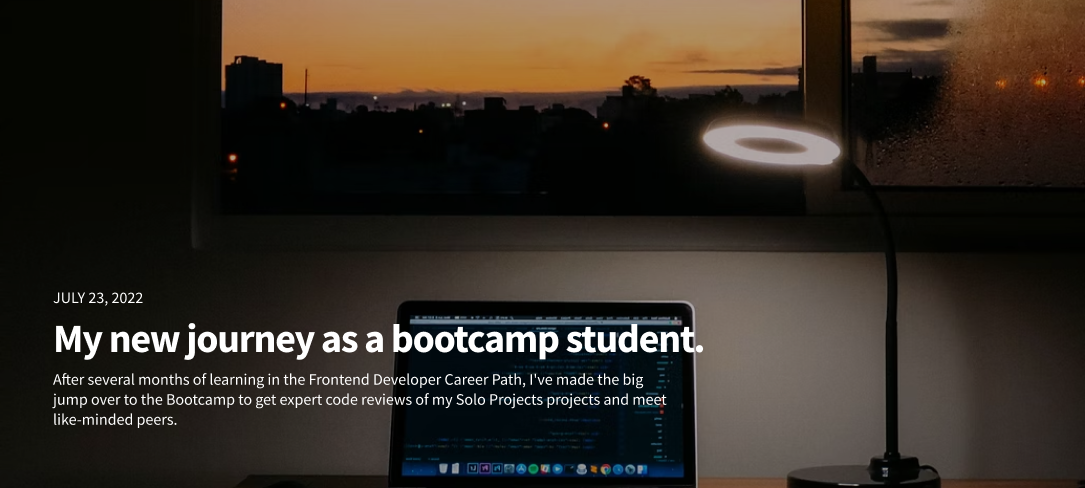 JULY 23, 2022
My new journey as a bootcamp student.
After several months of learning in the Frontend Developer Career Path, I've made the big
jump over to the Bootcamp to get expert code reviews of my Solo Projects projects and meet
like-minded peers.